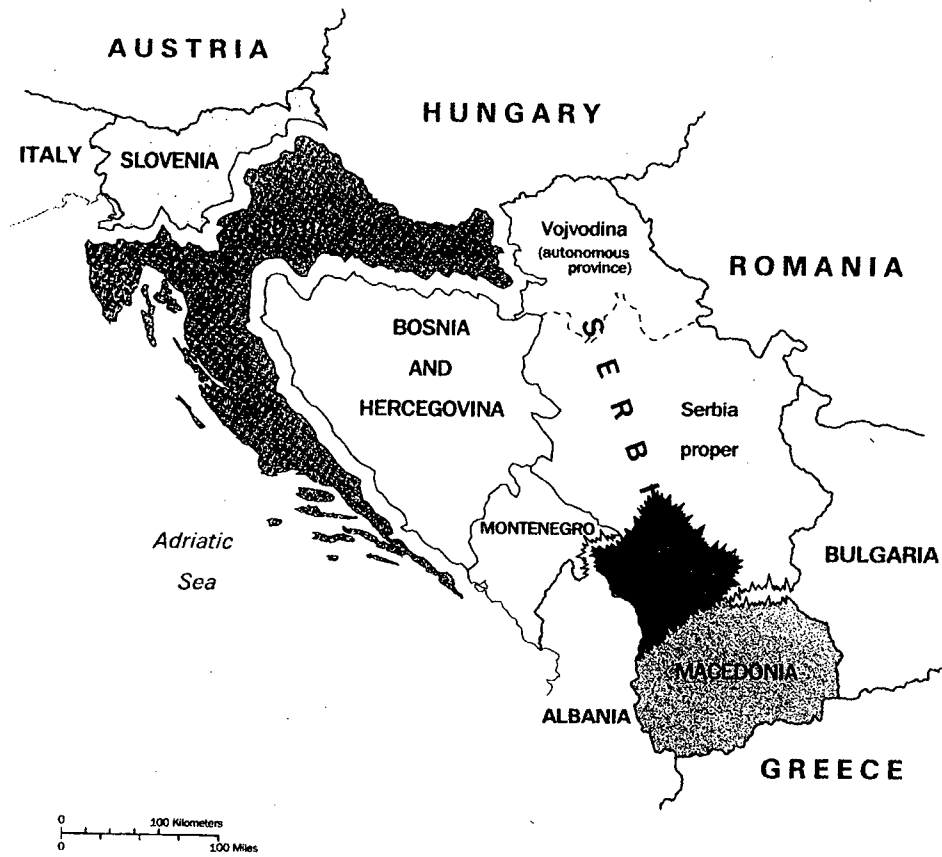 AUSTRIA
HUNGARY
ITALY
SLOVENIA
Vojvodina
(autonomous
province)
ROMANIA
BOSNIA
AND
HERCEGOVINA
SERBI
Serbia
proper
MONTENEGRO
Adriatic
Sea
BULGARIA
MACEDONIA
ALBANIA
GREECE
0 100 Kilometers
0 100 Miles